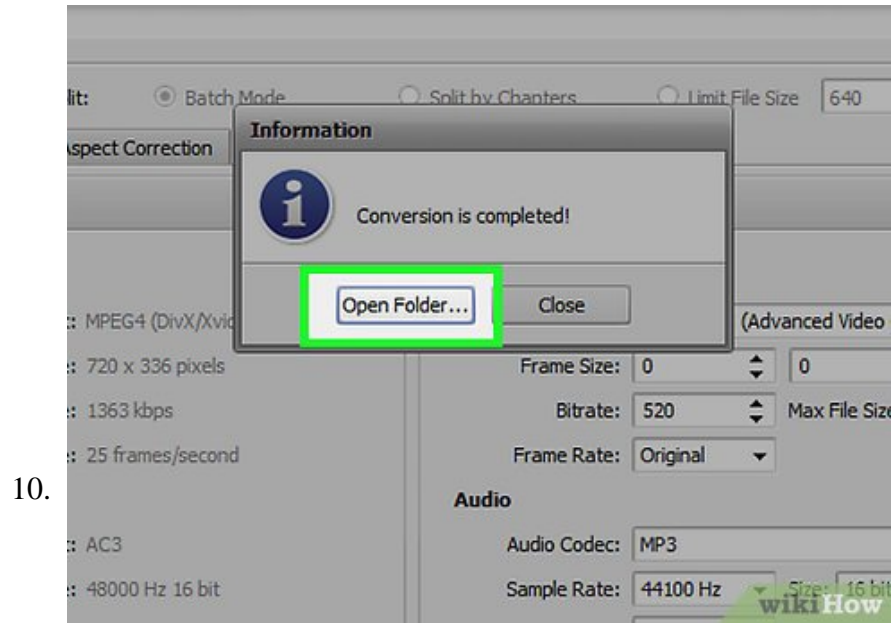 lit: Batch Mode Split by Chapters Limit File Size 640
Aspect Correction
Information
Conversion is completed!
Open Folder... Close
: MPEG4 (DivX/Xvid (Advanced Video
: 720 x 336 pixels Frame Size: 0 0
: 1363 kbps Bitrate: 520 Max File Size
: 25 frames/second Frame Rate: Original
10.
Audio
: AC3 Audio Codec: MP3
: 48000 Hz 16 bit Sample Rate: 44100 Hz Size: 16 bit
wikiHow